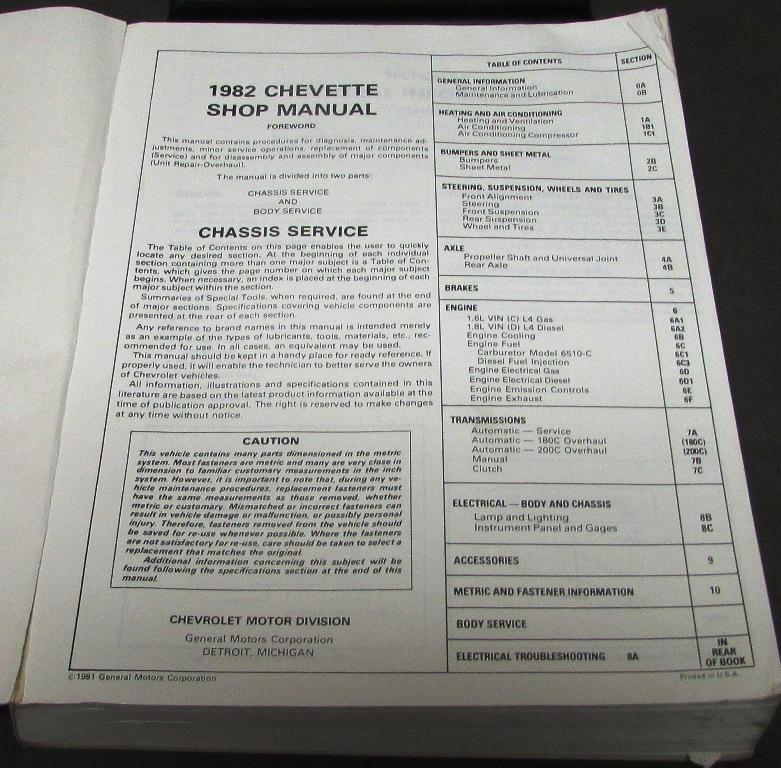 1982 CHEVETTE
SHOP MANUAL
FOREWORD
This manual contains procedures for diagnosis, maintenance ad-
justments, minor service operations, replacement of components
(Service) and for disassembly and assembly of major components
(Unit Repair-Overhaul).
The manual is divided into two parts:
CHASSIS SERVICE
AND
BODY SERVICE
CHASSIS SERVICE
The Table of Contents on this page enables the user to quickly
locate any desired section. At the beginning of each individual
section containing more than one major subject is a Table of Con-
tents, which gives the page number on which each major subject
begins. When necessary, an index is placed at the beginning of each
major subject within the section.
Summaries of Special Tools, when required, are found at the end
of major sections. Specifications covering vehicle components are
presented at the rear of each section.
Any reference to brand names in this manual is intended merely
as an example of the types of lubricants, tools, materials, etc., rec-
ommended for use. In all cases, an equivalent may be used.
This manual should be kept in a handy place for ready reference. If
properly used, it will enable the technician to better serve the owners
of Chevrolet vehicles.
All information, illustrations and specifications contained in this
literature are based on the latest product information available at the
time of publication approval. The right is reserved to make changes
at any time without notice.
CAUTION
This vehicle contains many parts dimensioned in the metric
system. Most fasteners are metric and many are very close in
dimension to familiar customary measurements in the inch
system. However, it is important to note that, during any ve-
hicle maintenance procedures, replacement fasteners must
have the same measurements as those removed, whether
metric or customary. Mismatched or incorrect fasteners can
result in vehicle damage or malfunction, or possibly personal
injury. Therefore, fasteners removed from the vehicle should
be saved for re-use whenever possible. Where the fasteners
are not satisfactory for re-use, care should be taken to select a
replacement that matches the original.
Additional information concerning this subject will be
found following the specifications section at the end of this
manual.
CHEVROLET MOTOR DIVISION
General Motors Corporation
DETROIT, MICHIGAN
©1981 General Motors Corporation
TABLE OF CONTENTS SECTION
GENERAL INFORMATION
General Information 0A
Maintenance and Lubrication 0B
HEATING AND AIR CONDITIONING
Heating and Ventilation 1A
Air Conditioning 1B1
Air Conditioning Compressor 1C1
BUMPERS AND SHEET METAL
Bumpers 2B
Sheet Metal 2C
STEERING, SUSPENSION, WHEELS AND TIRES
Front Alignment 3A
Steering 3B
Front Suspension 3C
Rear Suspension 3D
Wheel and Tires 3E
AXLE
Propeller Shaft and Universal Joint 4A
Rear Axle 4B
BRAKES 5
ENGINE 6
1.6L VIN (C) L4 Gas 6A1
1.8L VIN (D) L4 Diesel 6A2
Engine Cooling 6B
Engine Fuel 6C
Carburetor Model 6510-C 6C1
Diesel Fuel Injection 6C3
Engine Electrical Gas 6D
Engine Electrical Diesel 6D1
Engine Emission Controls 6E
Engine Exhaust 6F
TRANSMISSIONS
Automatic — Service 7A
Automatic — 180C Overhaul (180C)
Automatic — 200C Overhaul (200C)
Manual 7B
Clutch 7C
ELECTRICAL — BODY AND CHASSIS
Lamp and Lighting 8B
Instrument Panel and Gages 8C
ACCESSORIES 9
METRIC AND FASTENER INFORMATION 10
BODY SERVICE
ELECTRICAL TROUBLESHOOTING 8A
IN
REAR
OF BOOK
Printed in U.S.A.